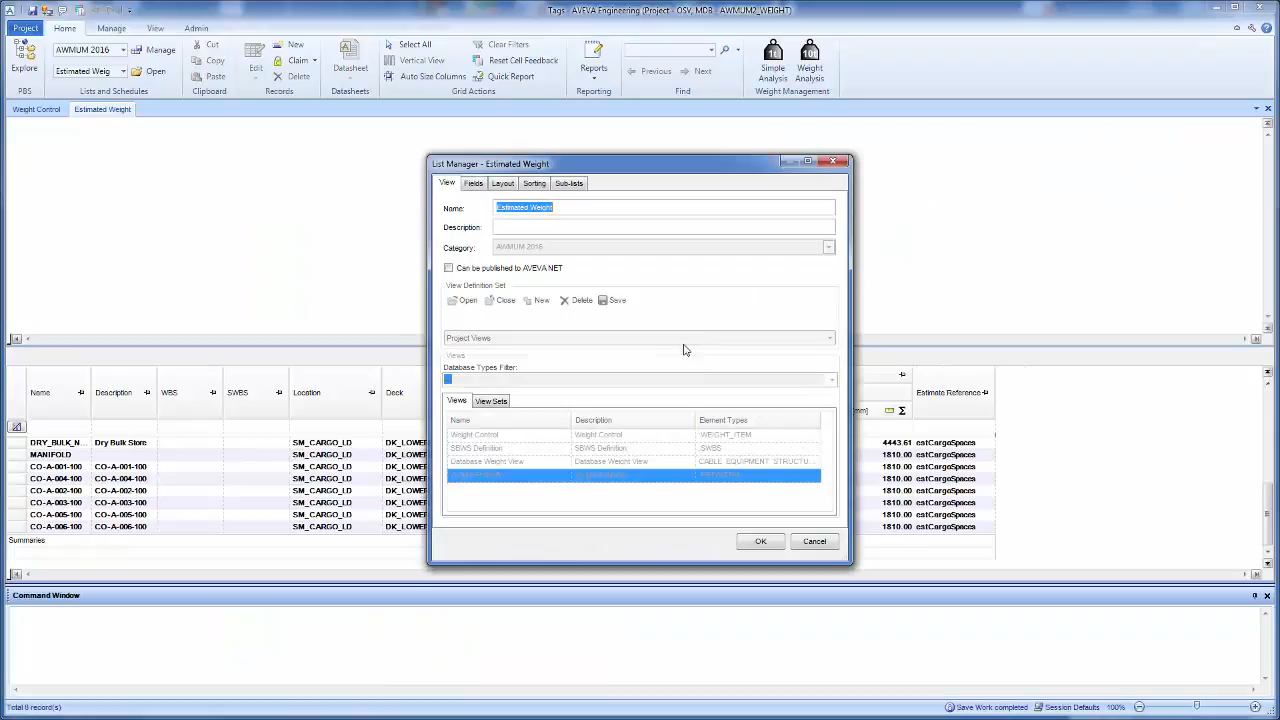 Tags - AVEVA Engineering (Project - OSV, MDB - AWMUM2_WEIGHT)
Project Home Manage View Admin
Explore
PBS
AWMUM 2016 Manage
Estimated Weig Open
Lists and Schedules
Cut
Copy
Paste
Clipboard
Edit
New
Claim
Delete
Records
Datasheet
Datasheets
Select All
Vertical View
Auto Size Columns
Clear Filters
Reset Cell Feedback
Quick Report
Grid Actions
Reports
Reporting
Previous Next
Find
Simple Analysis
Weight Analysis
Weight Management
Weight Control Estimated Weight
List Manager - Estimated Weight
View Fields Layout Sorting Sub-lists
Name: Estimated Weight
Description:
Category: AWMUM 2016
Can be published to AVEVA NET
View Definition Set
Open Close New Delete Save
Project Views
Views
Database Types Filter:
Views View Sets
Name Description Element Types
Weight Control Weight Control :WEIGHT_ITEM
SBWS Definition SBWS Definition :SWBS
Database Weight View Database Weight View CABLE EQUIPMENT STRUCTU...
OK Cancel
Name Description WBS SWBS Location Deck Estimate Reference
DRY_BULK_N... Dry Bulk Store SM_CARGO_LD DK_LOWE 4443.61 estCargoSpaces
MANIFOLD SM_CARGO_LD DK_LOWE 1810.00 estCargoSpaces
CO-A-001-100 CO-A-001-100 SM_CARGO_LD DK_LOWE 1810.00 estCargoSpaces
CO-A-004-100 CO-A-004-100 SM_CARGO_LD DK_LOWE 1810.00 estCargoSpaces
CO-A-002-100 CO-A-002-100 SM_CARGO_LD DK_LOWE 1810.00 estCargoSpaces
CO-A-003-100 CO-A-003-100 SM_CARGO_LD DK_LOWE 1810.00 estCargoSpaces
CO-A-005-100 CO-A-005-100 SM_CARGO_LD DK_LOWE 1810.00 estCargoSpaces
CO-A-006-100 CO-A-006-100 SM_CARGO_LD DK_LOWE 1810.00 estCargoSpaces
Summaries
Command Window
Total 8 record(s) Save Work completed Session Defaults 100%